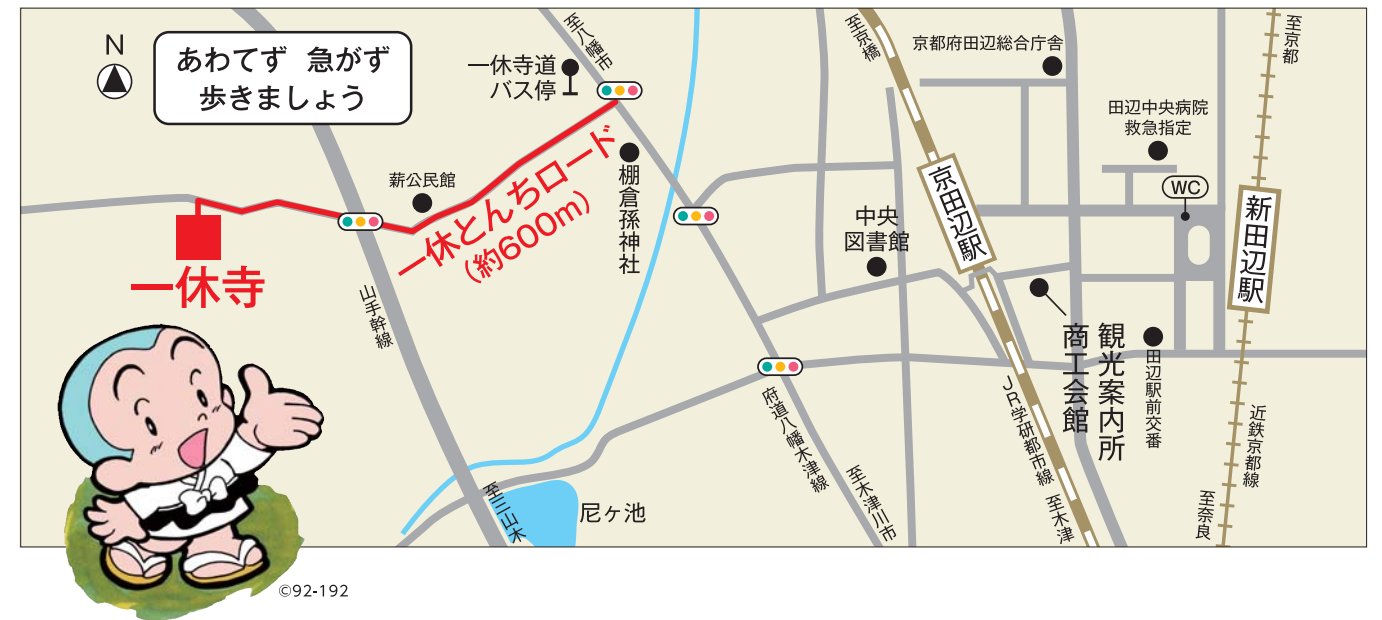 N
あわてず 急がず
歩きましょう
一休寺道
バス停
至八幡市
至京橋
京都府田辺総合庁舎
至京都
田辺中央病院
救急指定
WC
薪公民館
一休とんちロード
(約600m)
棚倉孫神社
中央
図書館
京田辺駅
新田辺駅
一休寺
山手幹線
観光案内所
商工会館
田辺駅前交番
府道八幡木津線
至木津川市
JR学研都市線
至木津
近鉄京都線
至奈良
至三山木
尼ヶ池
©92-192